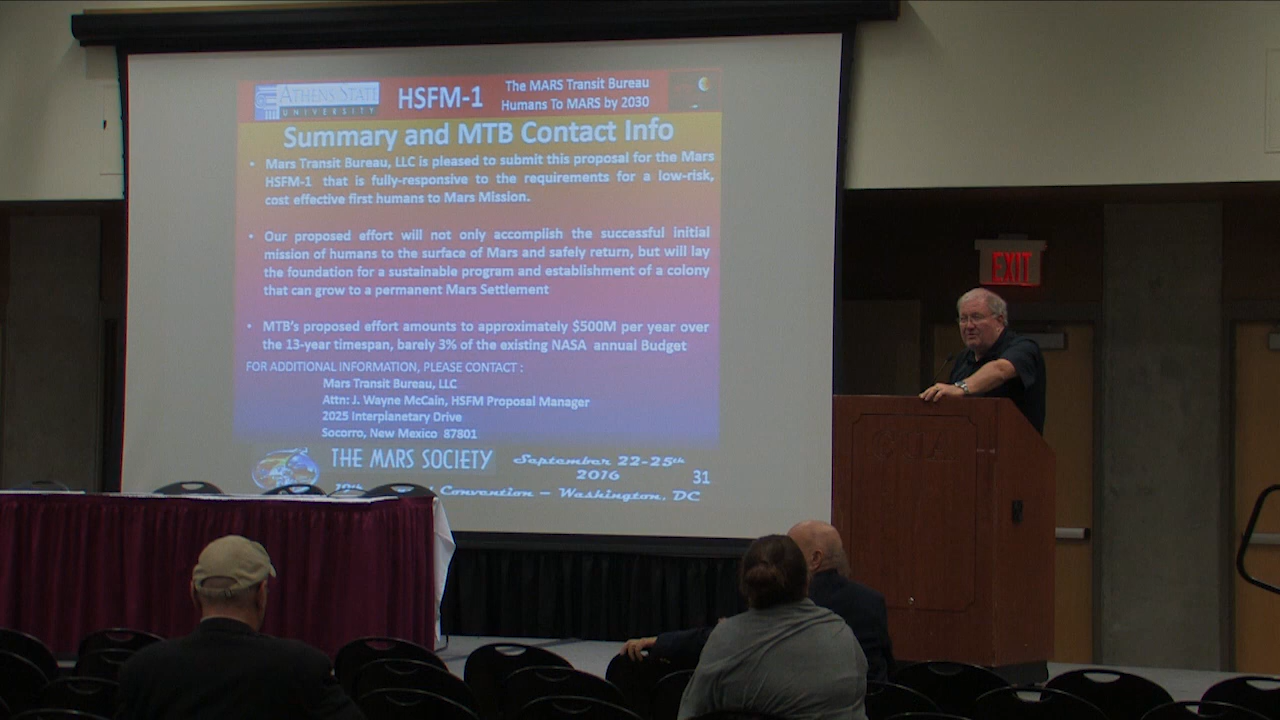 ATHENS STATE
UNIVERSITY
HSFM-1
The MARS Transit Bureau
Humans To MARS by 2030
Summary and MTB Contact Info
• Mars Transit Bureau, LLC is pleased to submit this proposal for the Mars
HSFM-1 that is fully-responsive to the requirements for a low-risk,
cost effective first humans to Mars Mission.
• Our proposed effort will not only accomplish the successful initial
mission of humans to the surface of Mars and safely return, but will lay
the foundation for a sustainable program and establishment of a colony
that can grow to a permanent Mars Settlement
• MTB's proposed effort amounts to approximately $500M per year over
the 13-year timespan, barely 3% of the existing NASA annual Budget
FOR ADDITIONAL INFORMATION, PLEASE CONTACT :
Mars Transit Bureau, LLC
Attn: J. Wayne McCain, HSFM Proposal Manager
2025 Interplanetary Drive
Socorro, New Mexico 87801
THE MARS SOCIETY
September 22-25th
2016
31
Convention – Washington, DC
EXIT
CUA